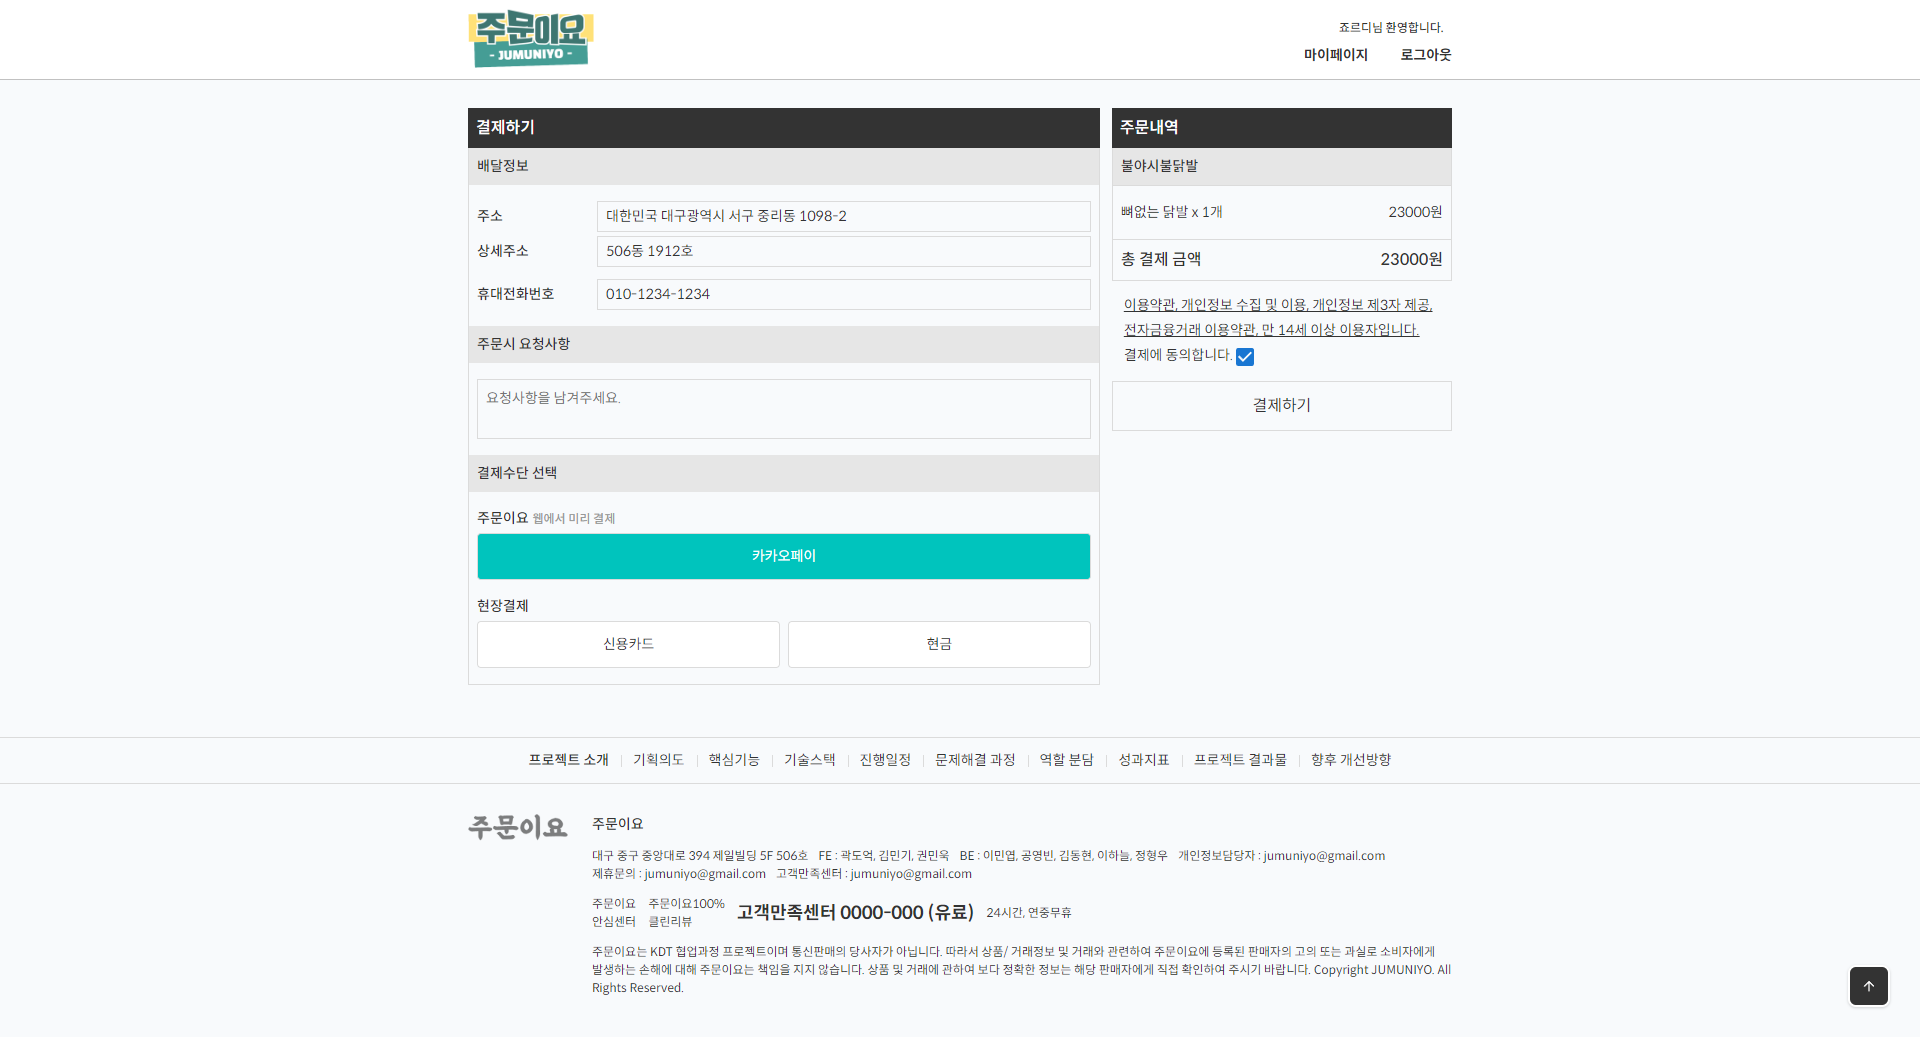 주문이요
- JUMUNIYO -
죠르디님 환영합니다.
마이페이지 로그아웃
결제하기
배달정보
주소 대한민국 대구광역시 서구 중리동 1098-2
상세주소 506동 1912호
휴대전화번호 010-1234-1234
주문시 요청사항
요청사항을 남겨주세요.
결제수단 선택
주문이요 웹에서 미리 결제
카카오페이
현장결제
신용카드 현금
주문내역
불야시불닭발
뼈없는 닭발 x 1개 23000원
총 결제 금액 23000원
이용약관, 개인정보 수집 및 이용, 개인정보 제3자 제공,
전자금융거래 이용약관, 만 14세 이상 이용자입니다.
결제에 동의합니다.
결제하기
프로젝트 소개 기획의도 핵심기능 기술스택 진행일정 문제해결 과정 역할 분담 성과지표 프로젝트 결과물 향후 개선방향
주문이요
주문이요
대구 중구 중앙대로 394 제일빌딩 5F 506호 FE : 곽도억, 김민기, 권민욱 BE : 이민엽, 공영빈, 김동현, 이하늘, 정형우 개인정보담당자 : jumuniyo@gmail.com
제휴문의 : jumuniyo@gmail.com 고객만족센터 : jumuniyo@gmail.com
주문이요 주문이요100%
안심센터 클린리뷰
고객만족센터 0000-000 (유료) 24시간, 연중무휴
주문이요는 KDT 협업과정 프로젝트이며 통신판매의 당사자가 아닙니다. 따라서 상품/ 거래정보 및 거래와 관련하여 주문이요에 등록된 판매자의 고의 또는 과실로 소비자에게
발생하는 손해에 대해 주문이요는 책임을 지지 않습니다. 상품 및 거래에 관하여 보다 정확한 정보는 해당 판매자에게 직접 확인하여 주시기 바랍니다. Copyright JUMUNIYO. All
Rights Reserved.